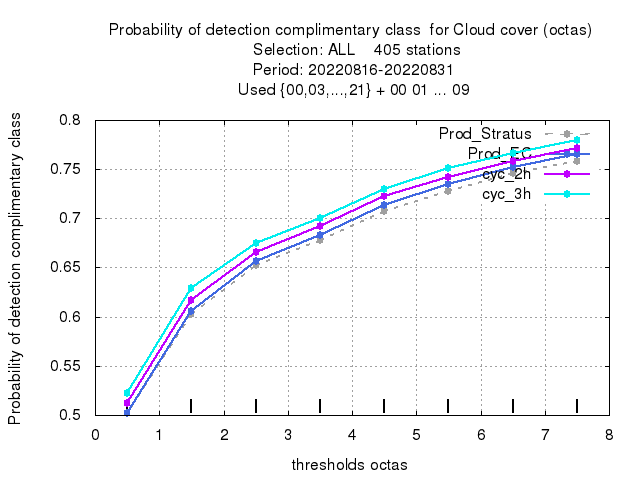 Probability of detection complimentary class  for Cloud cover (octas)
Selection: ALL    405 stations
Period: 20220816-20220831
Used {00,03,...,21} + 00 01 ... 09
Probability of detection complimentary class
0.8
0.75
0.7
0.65
0.6
0.55
0.5
Prod_Stratus
Prod_EC
cyc_2h
cyc_3h
0 1 2 3 4 5 6 7 8
thresholds octas